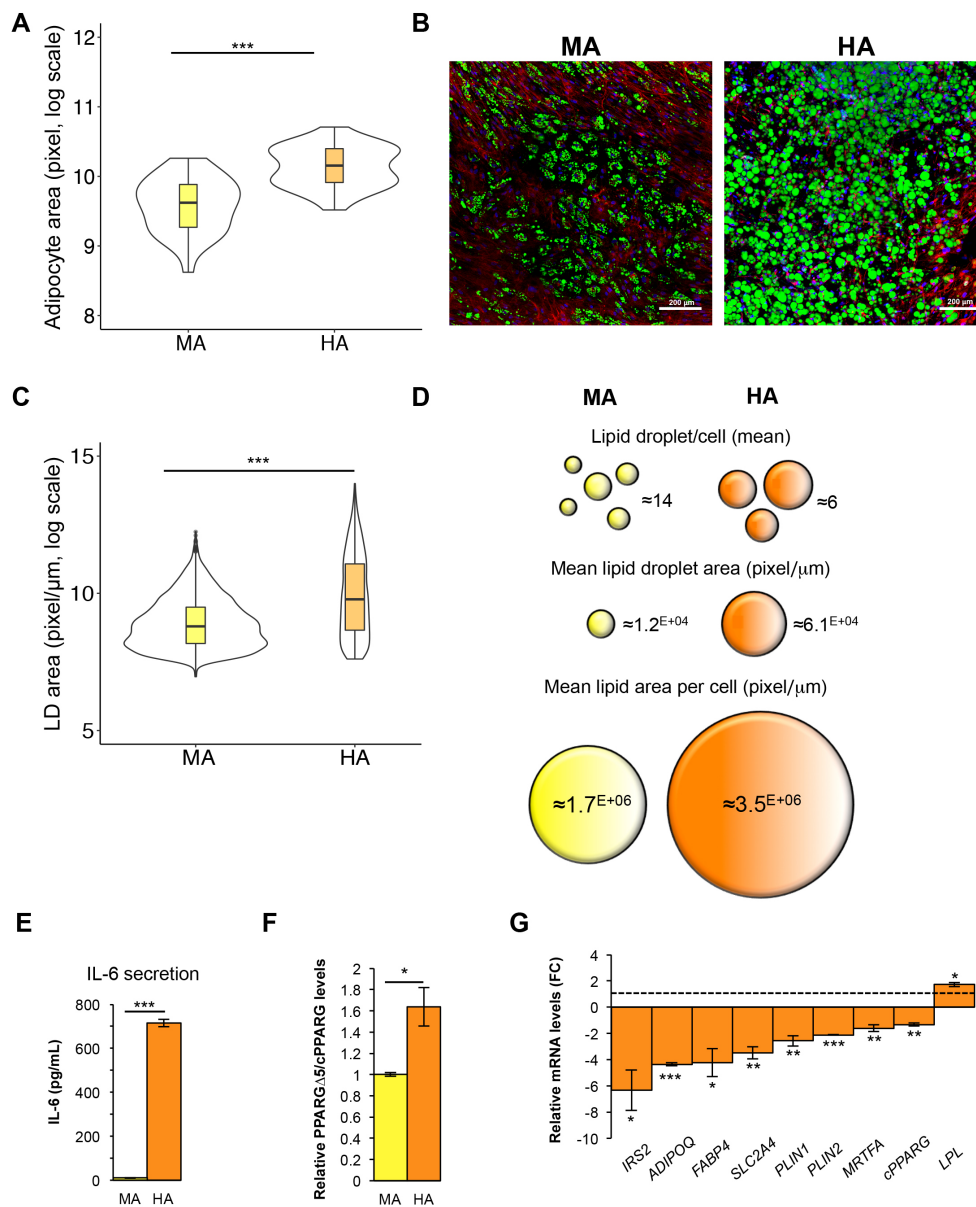 A
Adipocyte area (pixel, log scale)
12
11
10
9
8
***
MA HA
B
MA HA
200 µm
200 µm
C
LD area (pixel/µm, log scale)
15
10
5
***
MA HA
D
MA HA
Lipid droplet/cell (mean)
≈14 ≈6
Mean lipid droplet area (pixel/µm)
≈1.2E+04 ≈6.1E+04
Mean lipid area per cell (pixel/µm)
≈1.7E+06 ≈3.5E+06
E
IL-6 secretion
IL-6 (pg/mL)
800
700
600
500
400
300
200
100
0
***
MA HA
F
Relative PPARGΔ5/cPPARG levels
2
1.8
1.6
1.4
1.2
1
0.8
0.6
0.4
0.2
0
*
MA HA
G
Relative mRNA levels (FC)
4
2
0
-2
-4
-6
-8
-10
* *** * ** ** *** ** ** *
IRS2 ADIPOQ FABP4 SLC2A4 PLIN1 PLIN2 MRTFA cPPARG LPL